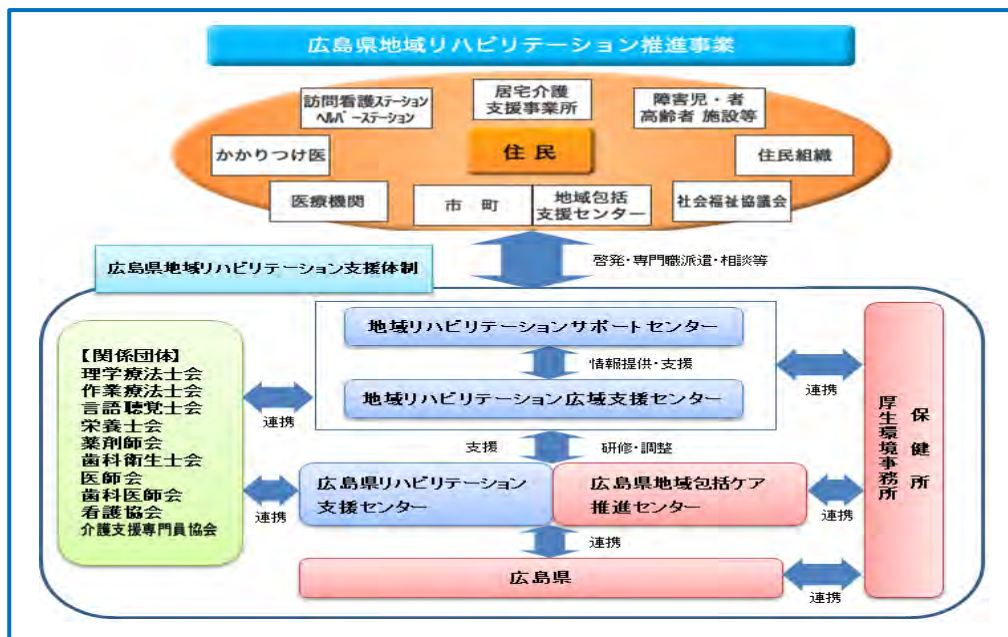 広島県地域リハビリテーション推進事業
訪問看護ステーション
ヘルパーステーション
居宅介護
支援事業所
障害児・者
高齢者 施設等
かかりつけ医
住 民
住民組織
医療機関
市 町
地域包括
支援センター
社会福祉協議会
広島県地域リハビリテーション支援体制
啓発・専門職派遣・相談等
地域リハビリテーションサポートセンター
情報提供・支援
地域リハビリテーション広域支援センター
【関係団体】
理学療法士会
作業療法士会
言語聴覚士会
栄養士会
薬剤師会
歯科衛生士会
医師会
歯科医師会
看護協会
介護支援専門員協会
連携
連携
支援
研修・調整
広島県リハビリテーション
支援センター
広島県地域包括ケア
推進センター
連携
連携
連携
広島県
連携
保健所
厚生環境事務所